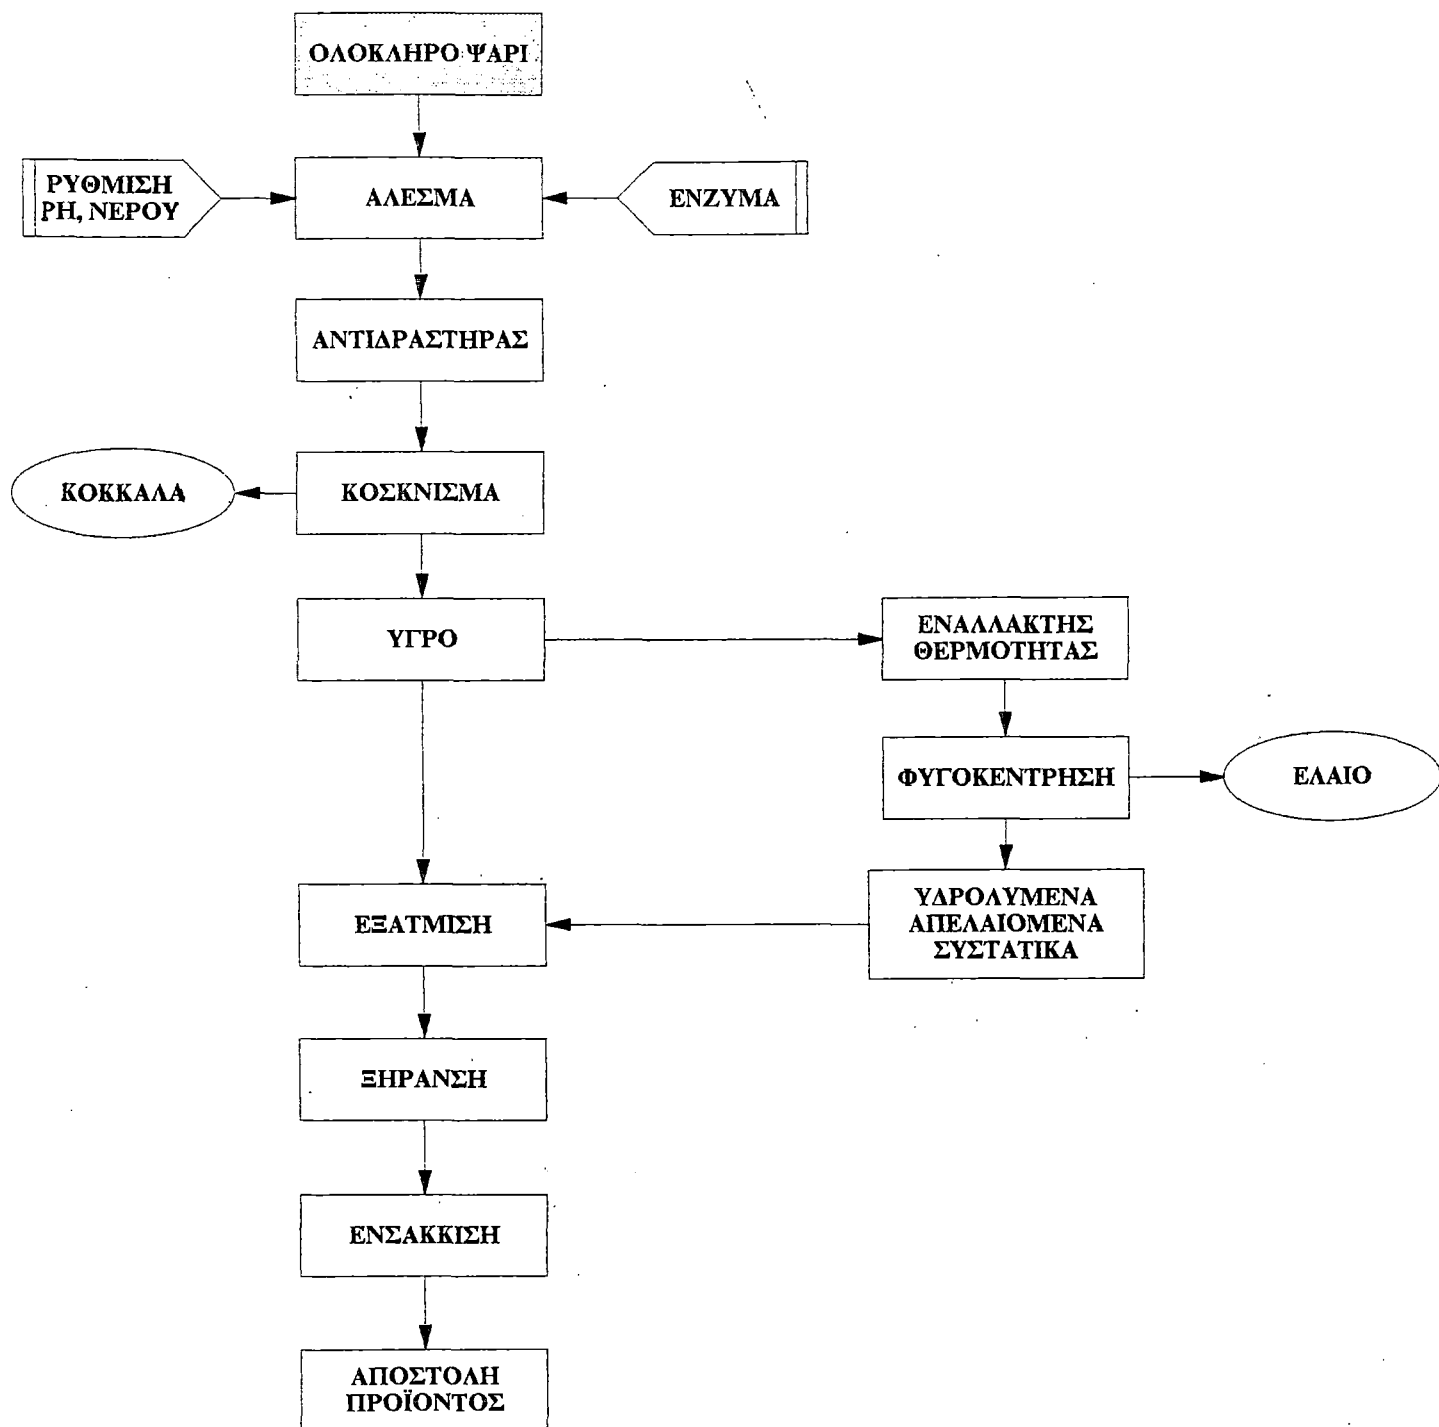 ΟΛΟΚΛΗΡΟ ΨΑΡΙ
ΡΥΘΜΙΣΗ
PH, ΝΕΡΟΥ
ΑΛΕΣΜΑ
ΕΝΖΥΜΑ
ΑΝΤΙΔΡΑΣΤΗΡΑΣ
ΚΟΚΚΑΛΑ
ΚΟΣΚΝΙΣΜΑ
ΥΓΡΟ
ΕΝΑΛΛΑΚΤΗΣ
ΘΕΡΜΟΤΗΤΑΣ
ΦΥΓΟΚΕΝΤΡΗΣΗ
ΕΛΑΙΟ
ΕΞΑΤΜΙΣΗ
ΥΔΡΟΛΥΜΕΝΑ
ΑΠΕΛΑΙΟΜΕΝΑ
ΣΥΣΤΑΤΙΚΑ
ΞΗΡΑΝΣΗ
ΕΝΣΑΚΚΙΣΗ
ΑΠΟΣΤΟΛΗ
ΠΡΟΪΟΝΤΟΣ